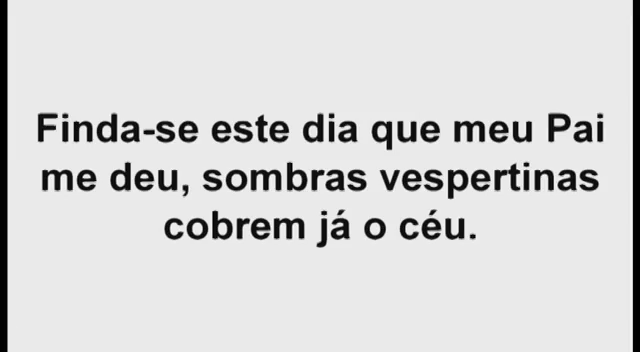 Finda-se este dia que meu Pai
me deu, sombras vespertinas
cobrem já o céu.